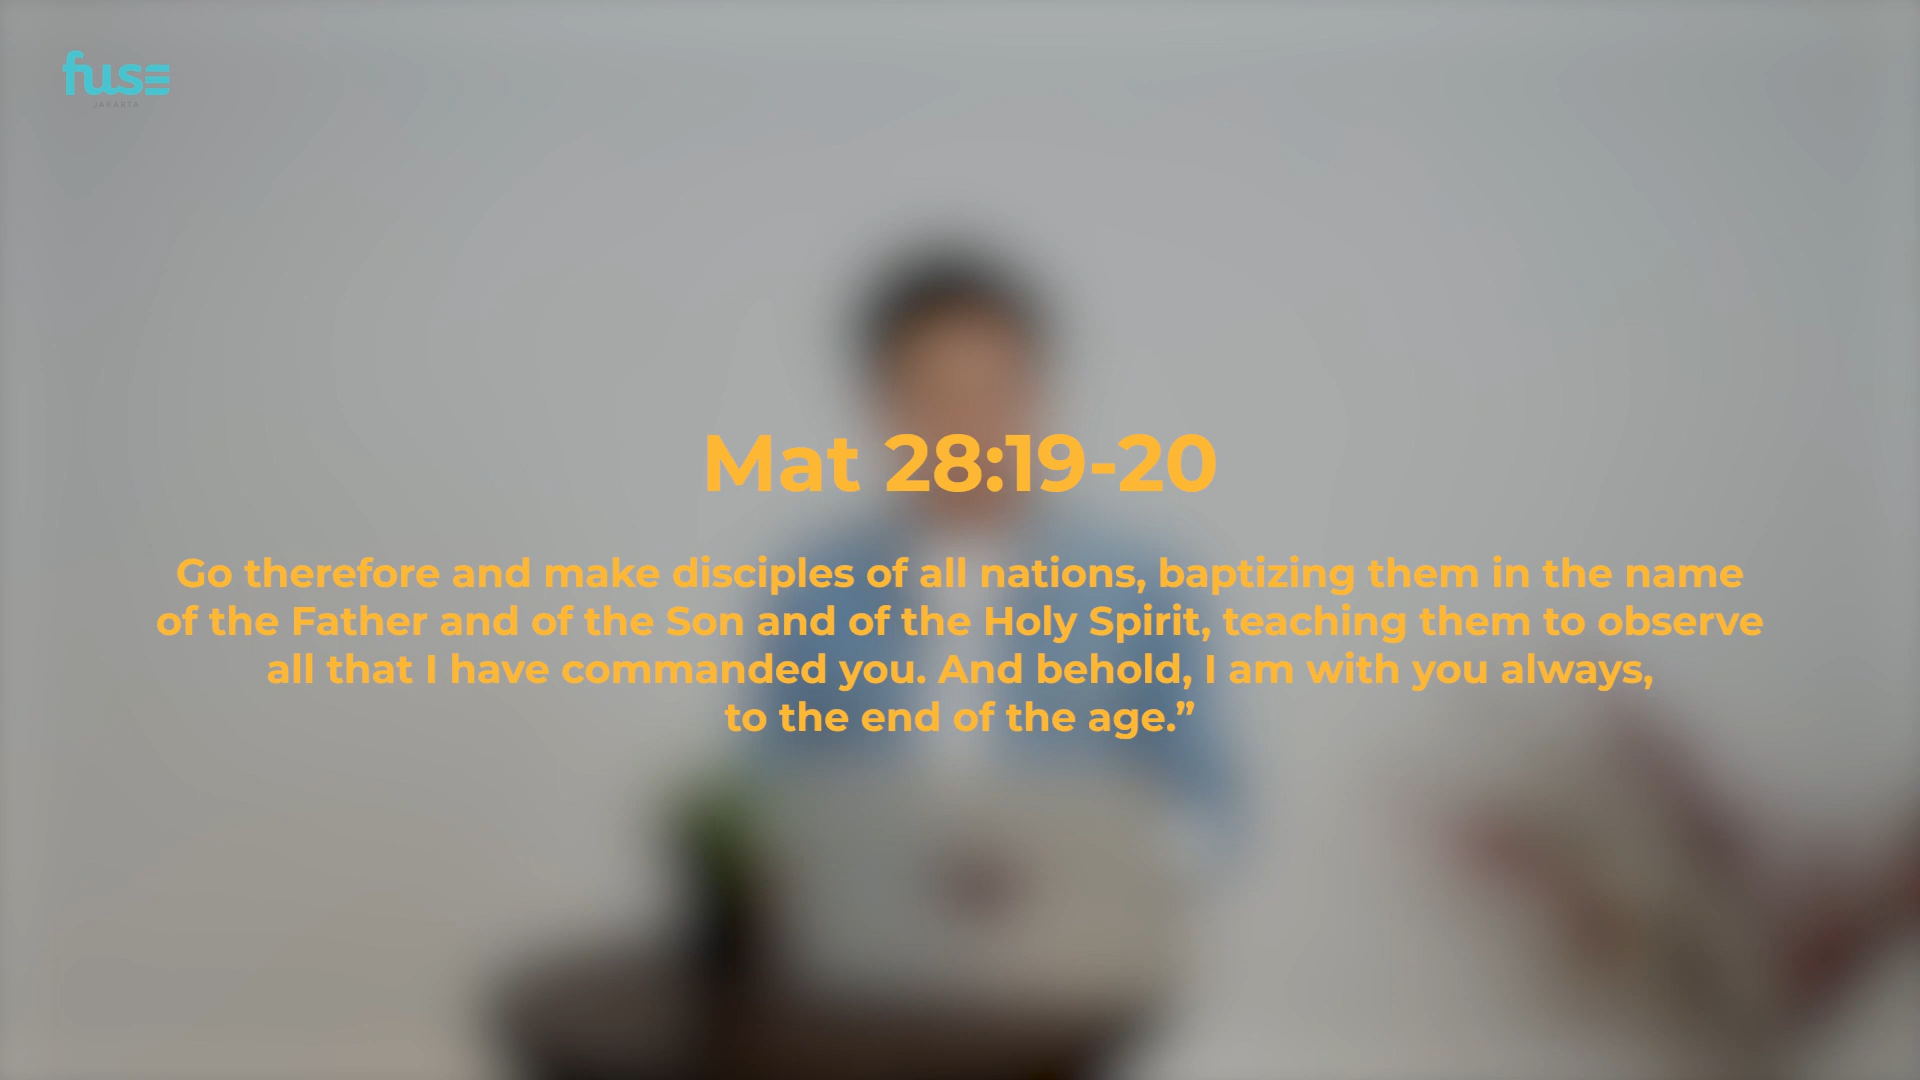 fuse
JAKARTA
Mat 28:19-20
Go therefore and make disciples of all nations, baptizing them in the name
of the Father and of the Son and of the Holy Spirit, teaching them to observe
all that I have commanded you. And behold, I am with you always,
to the end of the age.”